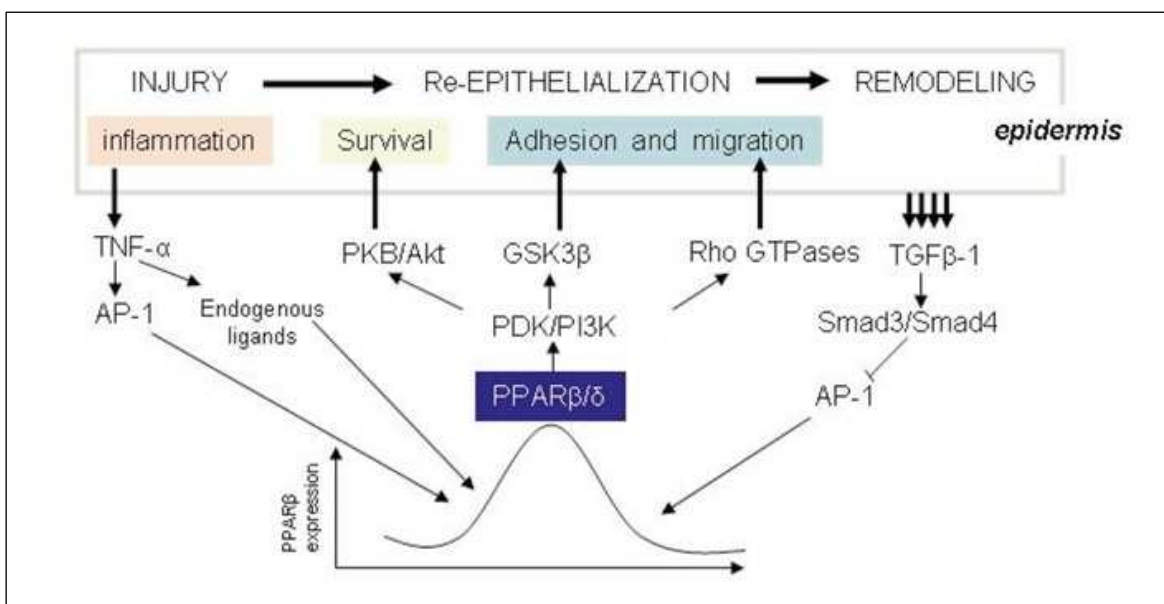 INJURY Re-EPITHELIALIZATION REMODELING
inflammation Survival Adhesion and migration epidermis
TNF-α PKB/Akt GSK3β Rho GTPases TGFβ-1
AP-1 Endogenous
ligands PDK/PI3K Smad3/Smad4
PPARβ/δ AP-1
PPARβ
expression